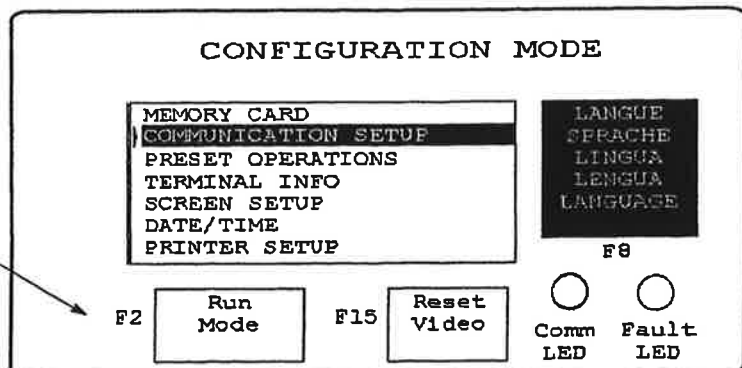 CONFIGURATION MODE
MEMORY CARD
COMMUNICATION SETUP
PRESET OPERATIONS
TERMINAL INFO
SCREEN SETUP
DATE/TIME
PRINTER SETUP
LANGUE
SPRACHE
LINGUA
LENGUA
LANGUAGE
F8
F2
Run
Mode
F15
Reset
Video
Comm
LED
Fault
LED